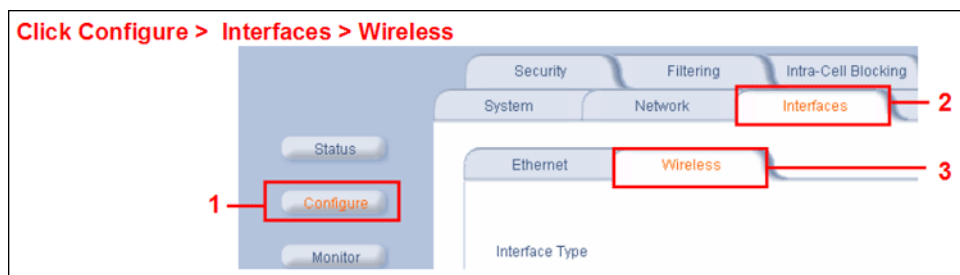 Click Configure > Interfaces > Wireless
Security Filtering Intra-Cell Blocking
System Network Interfaces 2
Status
Ethernet Wireless 3
1 Configure
Monitor
Interface Type